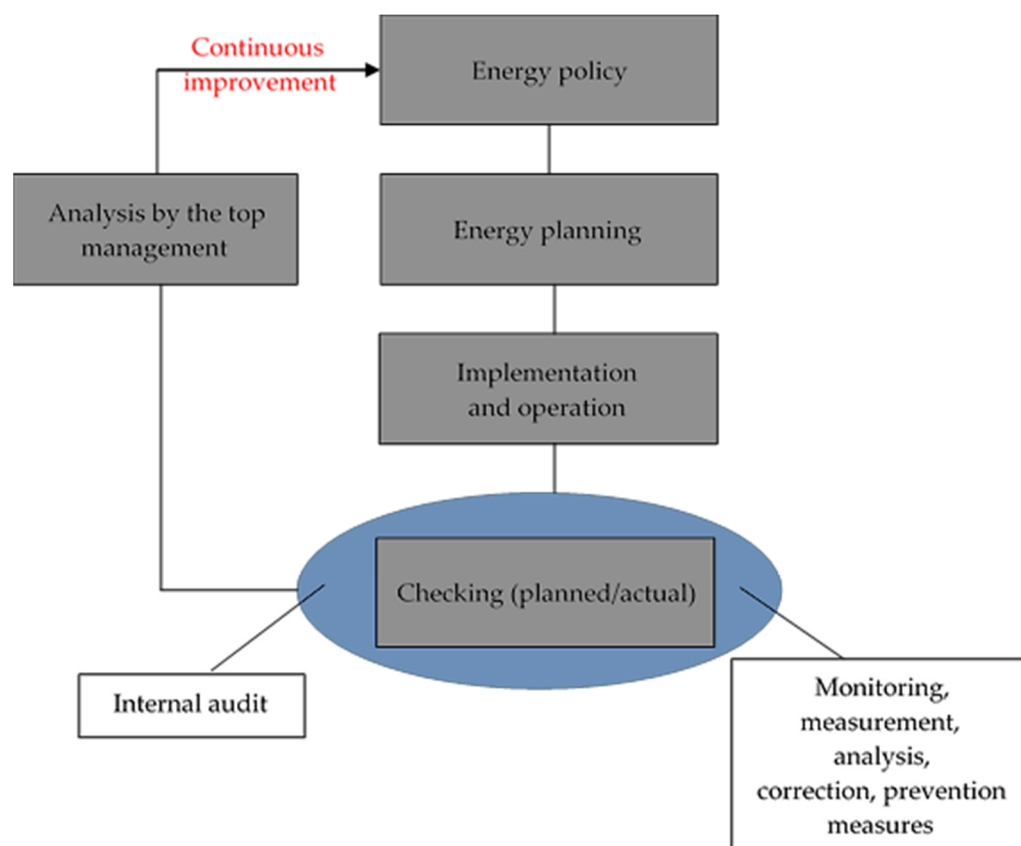 Continuous
improvement
Energy policy
Analysis by the top
management
Energy planning
Implementation
and operation
Checking (planned/actual)
Internal audit
Monitoring,
measurement,
analysis,
correction, prevention
measures